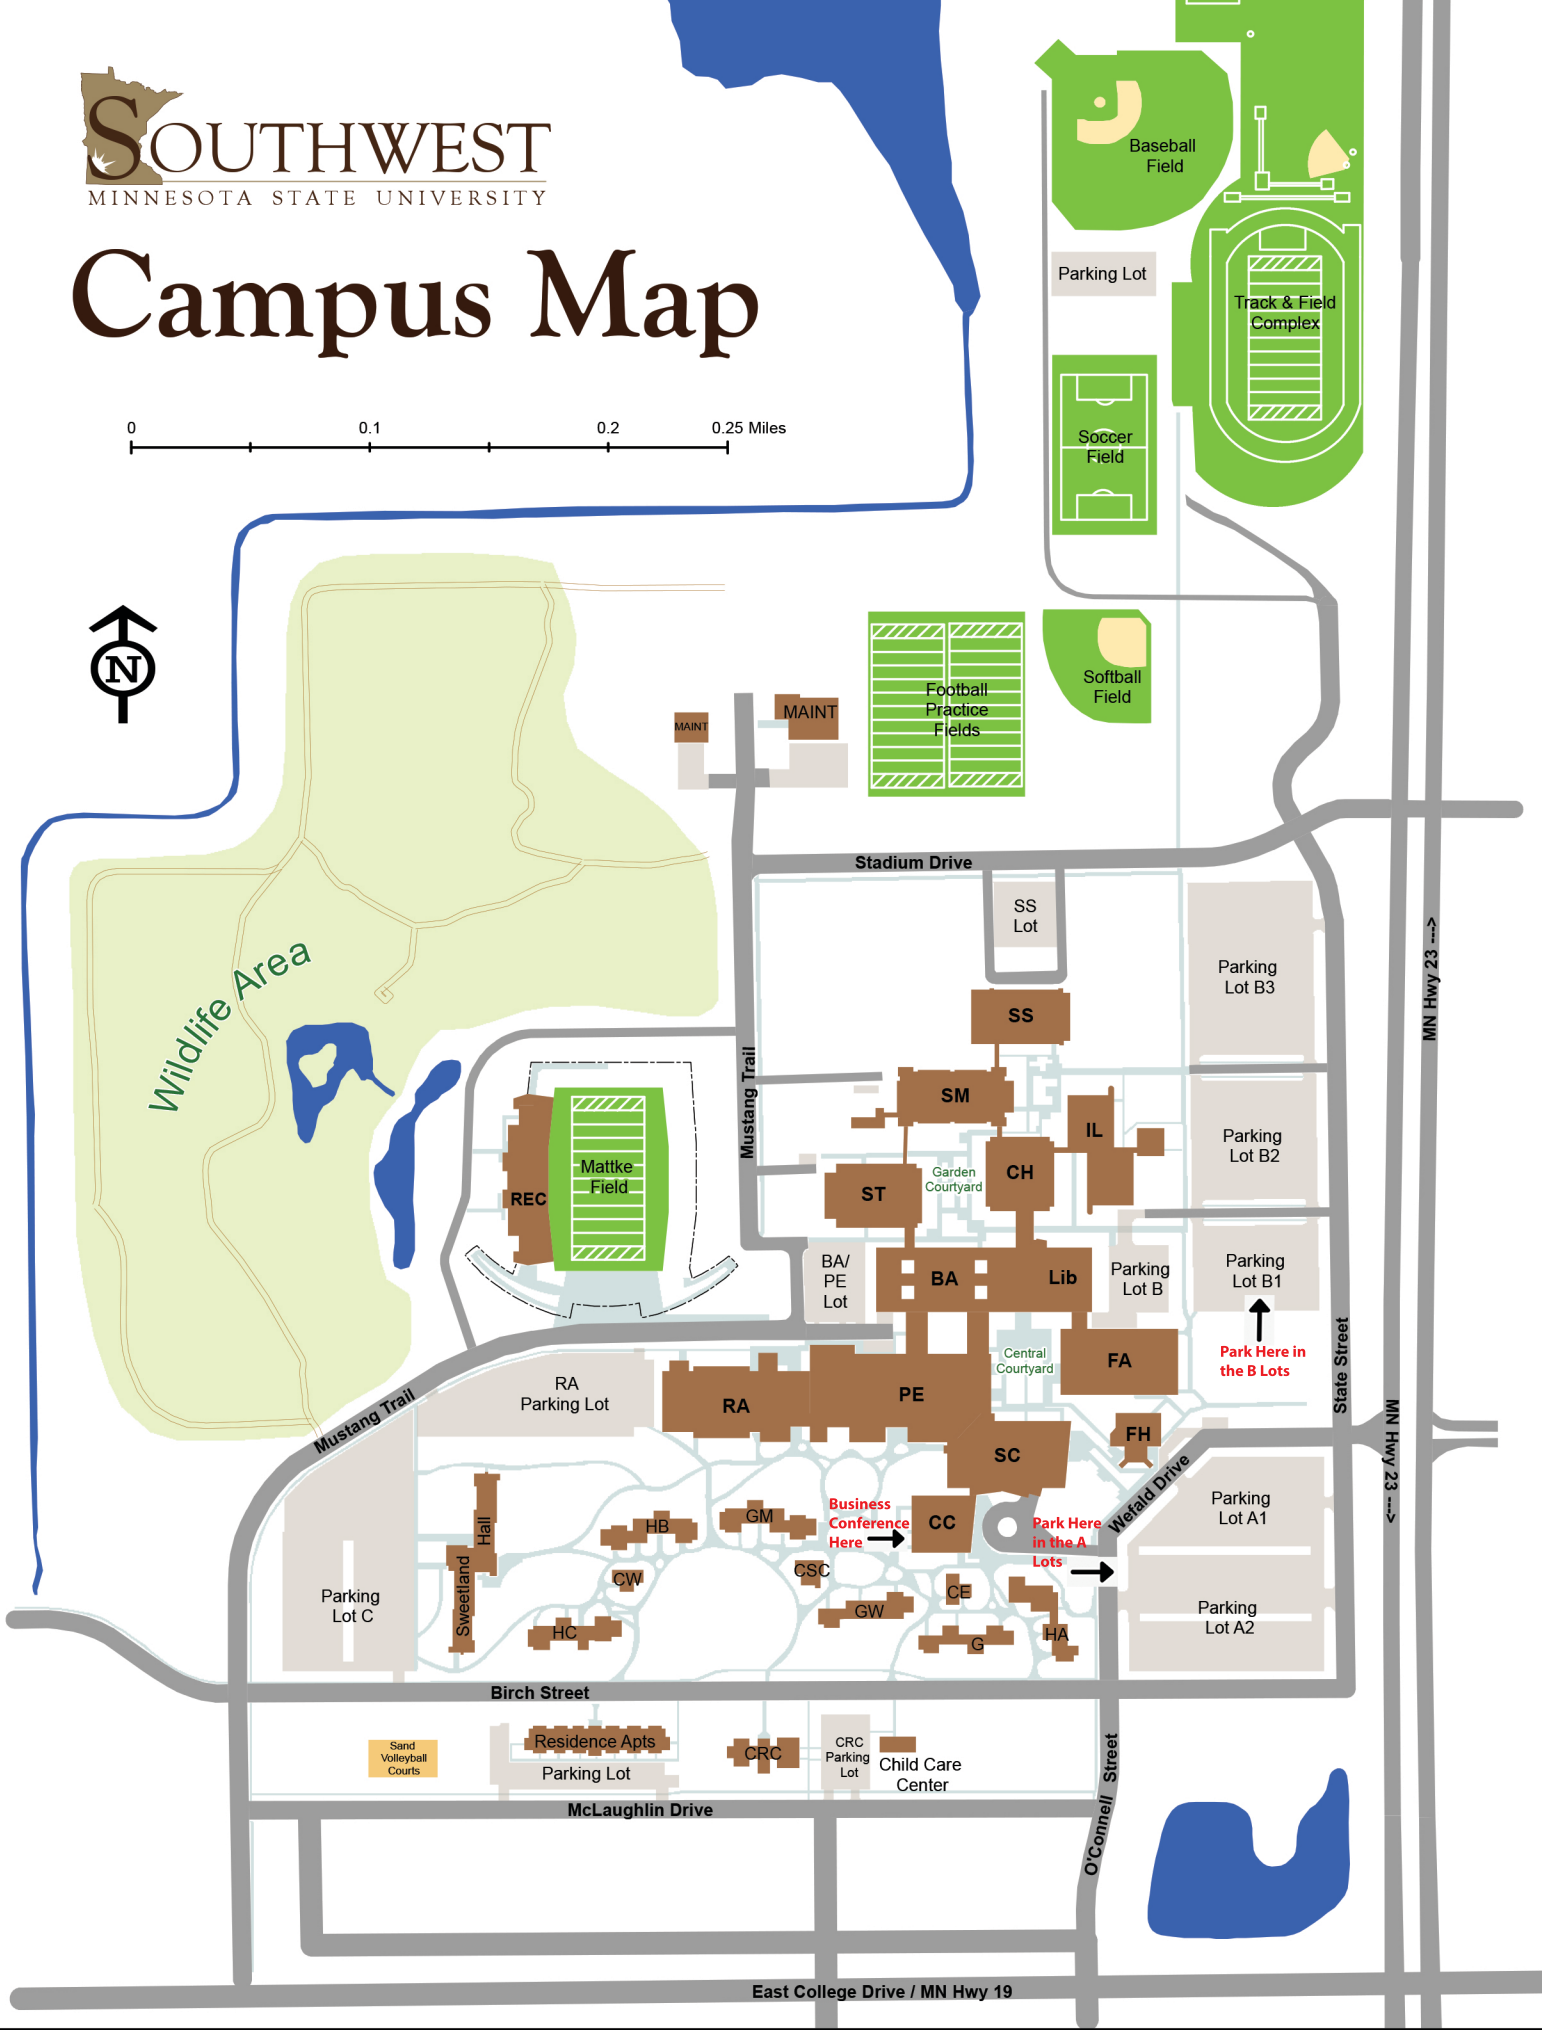 SOUTHWEST
MINNESOTA STATE UNIVERSITY
Campus Map
0
0.1
0.2
0.25 Miles
N
Baseball
Field
Parking Lot
Track & Field
Complex
Soccer
Field
Football
Practice
Fields
Softball
Field
MAINT
MAINT
Stadium Drive
SS
Lot
Parking
Lot B3
MN Hwy 23 --->
Wildlife Area
SS
Mustang Trail
SM
IL
Parking
Lot B2
Mattke
Field
REC
ST
Garden
Courtyard
CH
BA/
PE
Lot
BA
Lib
Parking
Lot B
Parking
Lot B1
Park Here in
the B Lots
State Street
Central
Courtyard
FA
RA
Parking Lot
RA
PE
Mustang Trail
SC
FH
MN Hwy 23 --->
Wefald Drive
Parking
Lot A1
Business
Conference
Here
CC
Park Here
in the A
Lots
Hall
Sweetland
HB
GM
CW
CSC
CE
GW
HC
G
HA
Parking
Lot C
Parking
Lot A2
Birch Street
Sand
Volleyball
Courts
Residence Apts
Parking Lot
CRC
CRC
Parking
Lot
Child Care
Center
O'Connell Street
McLaughlin Drive
East College Drive / MN Hwy 19